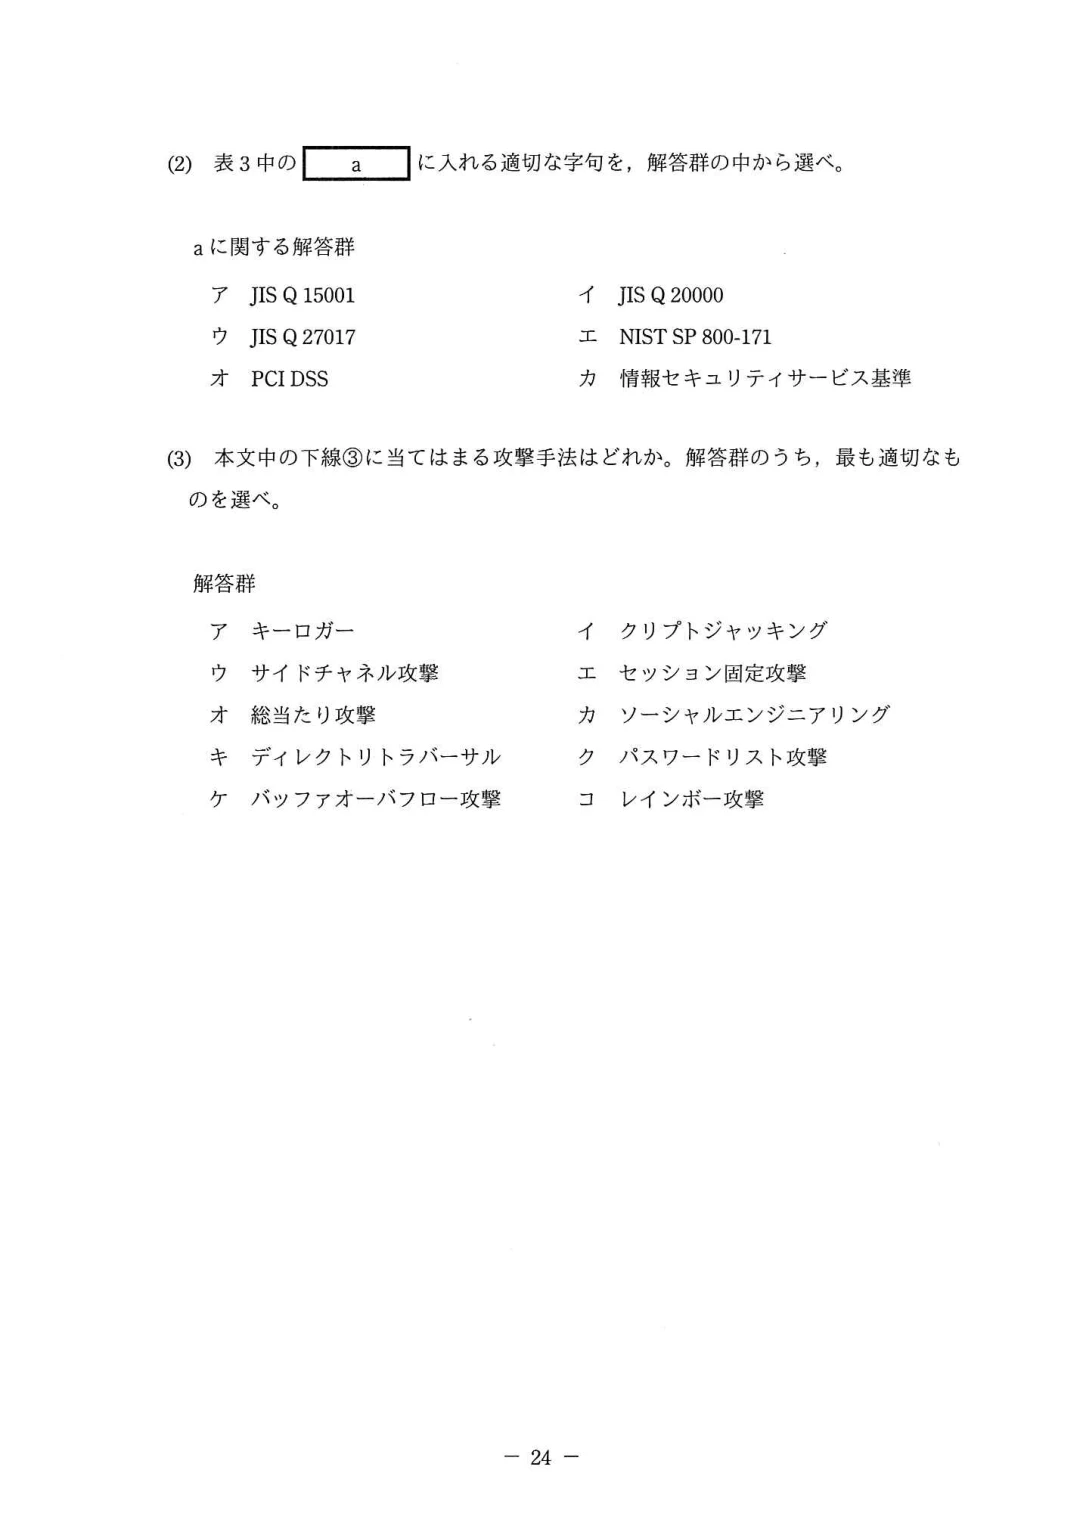 (2) 表3中の a に入れる適切な字句を，解答群の中から選べ。
aに関する解答群
ア JIS Q 15001 イ JIS Q 20000
ウ JIS Q 27017 エ NIST SP 800-171
オ PCI DSS カ 情報セキュリティサービス基準
(3) 本文中の下線③に当てはまる攻撃手法はどれか。解答群のうち，最も適切なも
のを選べ。
解答群
ア キーロガー イ クリプトジャッキング
ウ サイドチャネル攻撃 エ セッション固定攻撃
オ 総当たり攻撃 カ ソーシャルエンジニアリング
キ ディレクトリトラバーサル ク パスワードリスト攻撃
ケ バッファオーバフロー攻撃 コ レインボー攻撃
― 24 ―